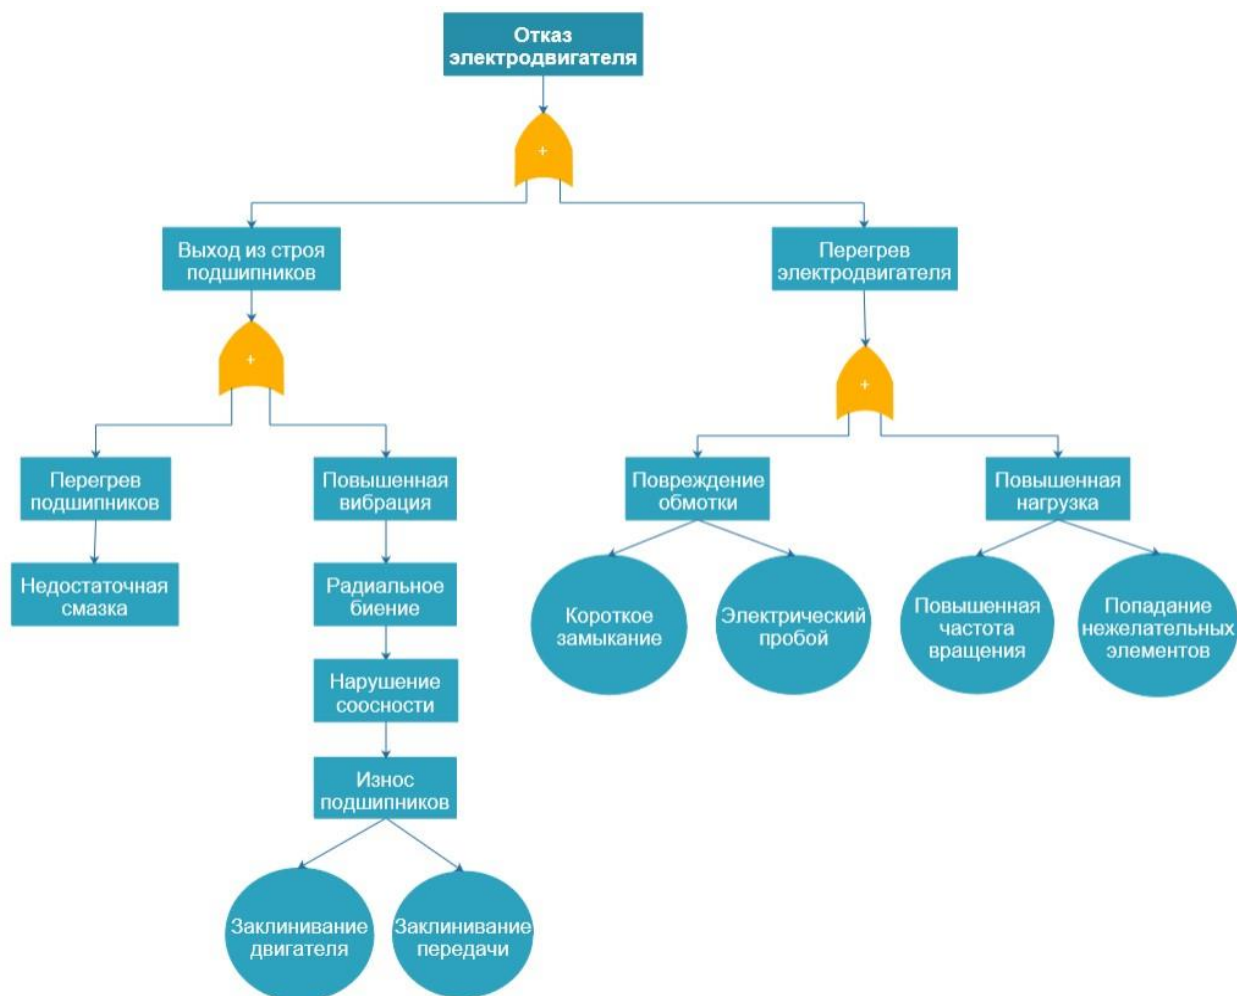 Отказ
электродвигателя
+
Выход из строя
подшипников
Перегрев
электродвигателя
+
+
Перегрев
подшипников
Повышенная
вибрация
Повреждение
обмотки
Повышенная
нагрузка
Недостаточная
смазка
Радиальное
биение
Короткое
замыкание
Электрический
пробой
Повышенная
частота
вращения
Попадание
нежелательных
элементов
Нарушение
соосности
Износ
подшипников
Заклинивание
двигателя
Заклинивание
передачи